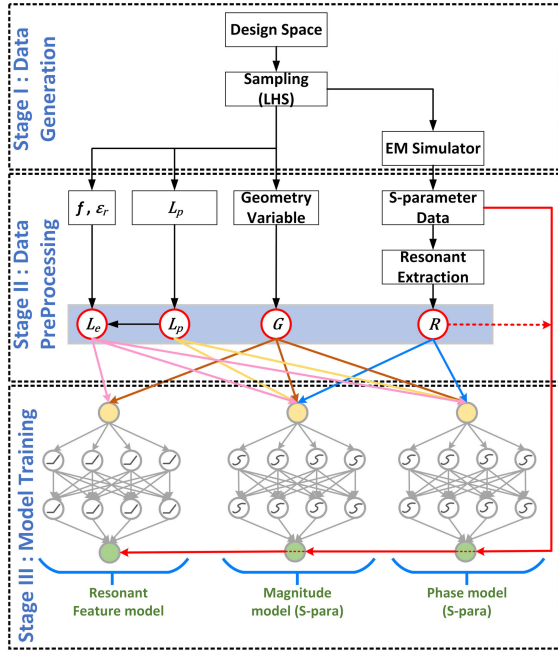 Stage I : Data
Generation
Design Space
Sampling
(LHS)
EM Simulator
Stage II : Data
PreProcessing
f , εr
Lp
Geometry
Variable
S-parameter
Data
Resonant
Extraction
Le
Lp
G
R
Stage III : Model Training
Resonant
Feature model
Magnitude
model (S-para)
Phase model
(S-para)